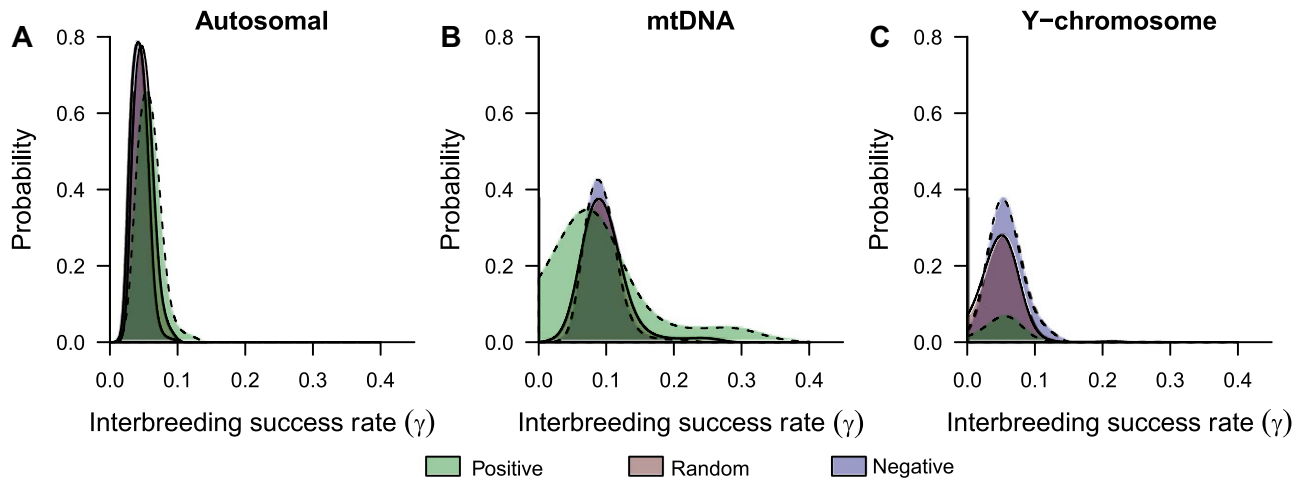 A Autosomal
B mtDNA
C Y−chromosome
Probability
0.8
0.6
0.4
0.2
0.0
0.0 0.1 0.2 0.3 0.4
Interbreeding success rate (γ)
Probability
0.8
0.6
0.4
0.2
0.0
0.0 0.1 0.2 0.3 0.4
Interbreeding success rate (γ)
Probability
0.8
0.6
0.4
0.2
0.0
0.0 0.1 0.2 0.3 0.4
Interbreeding success rate (γ)
Positive Random Negative